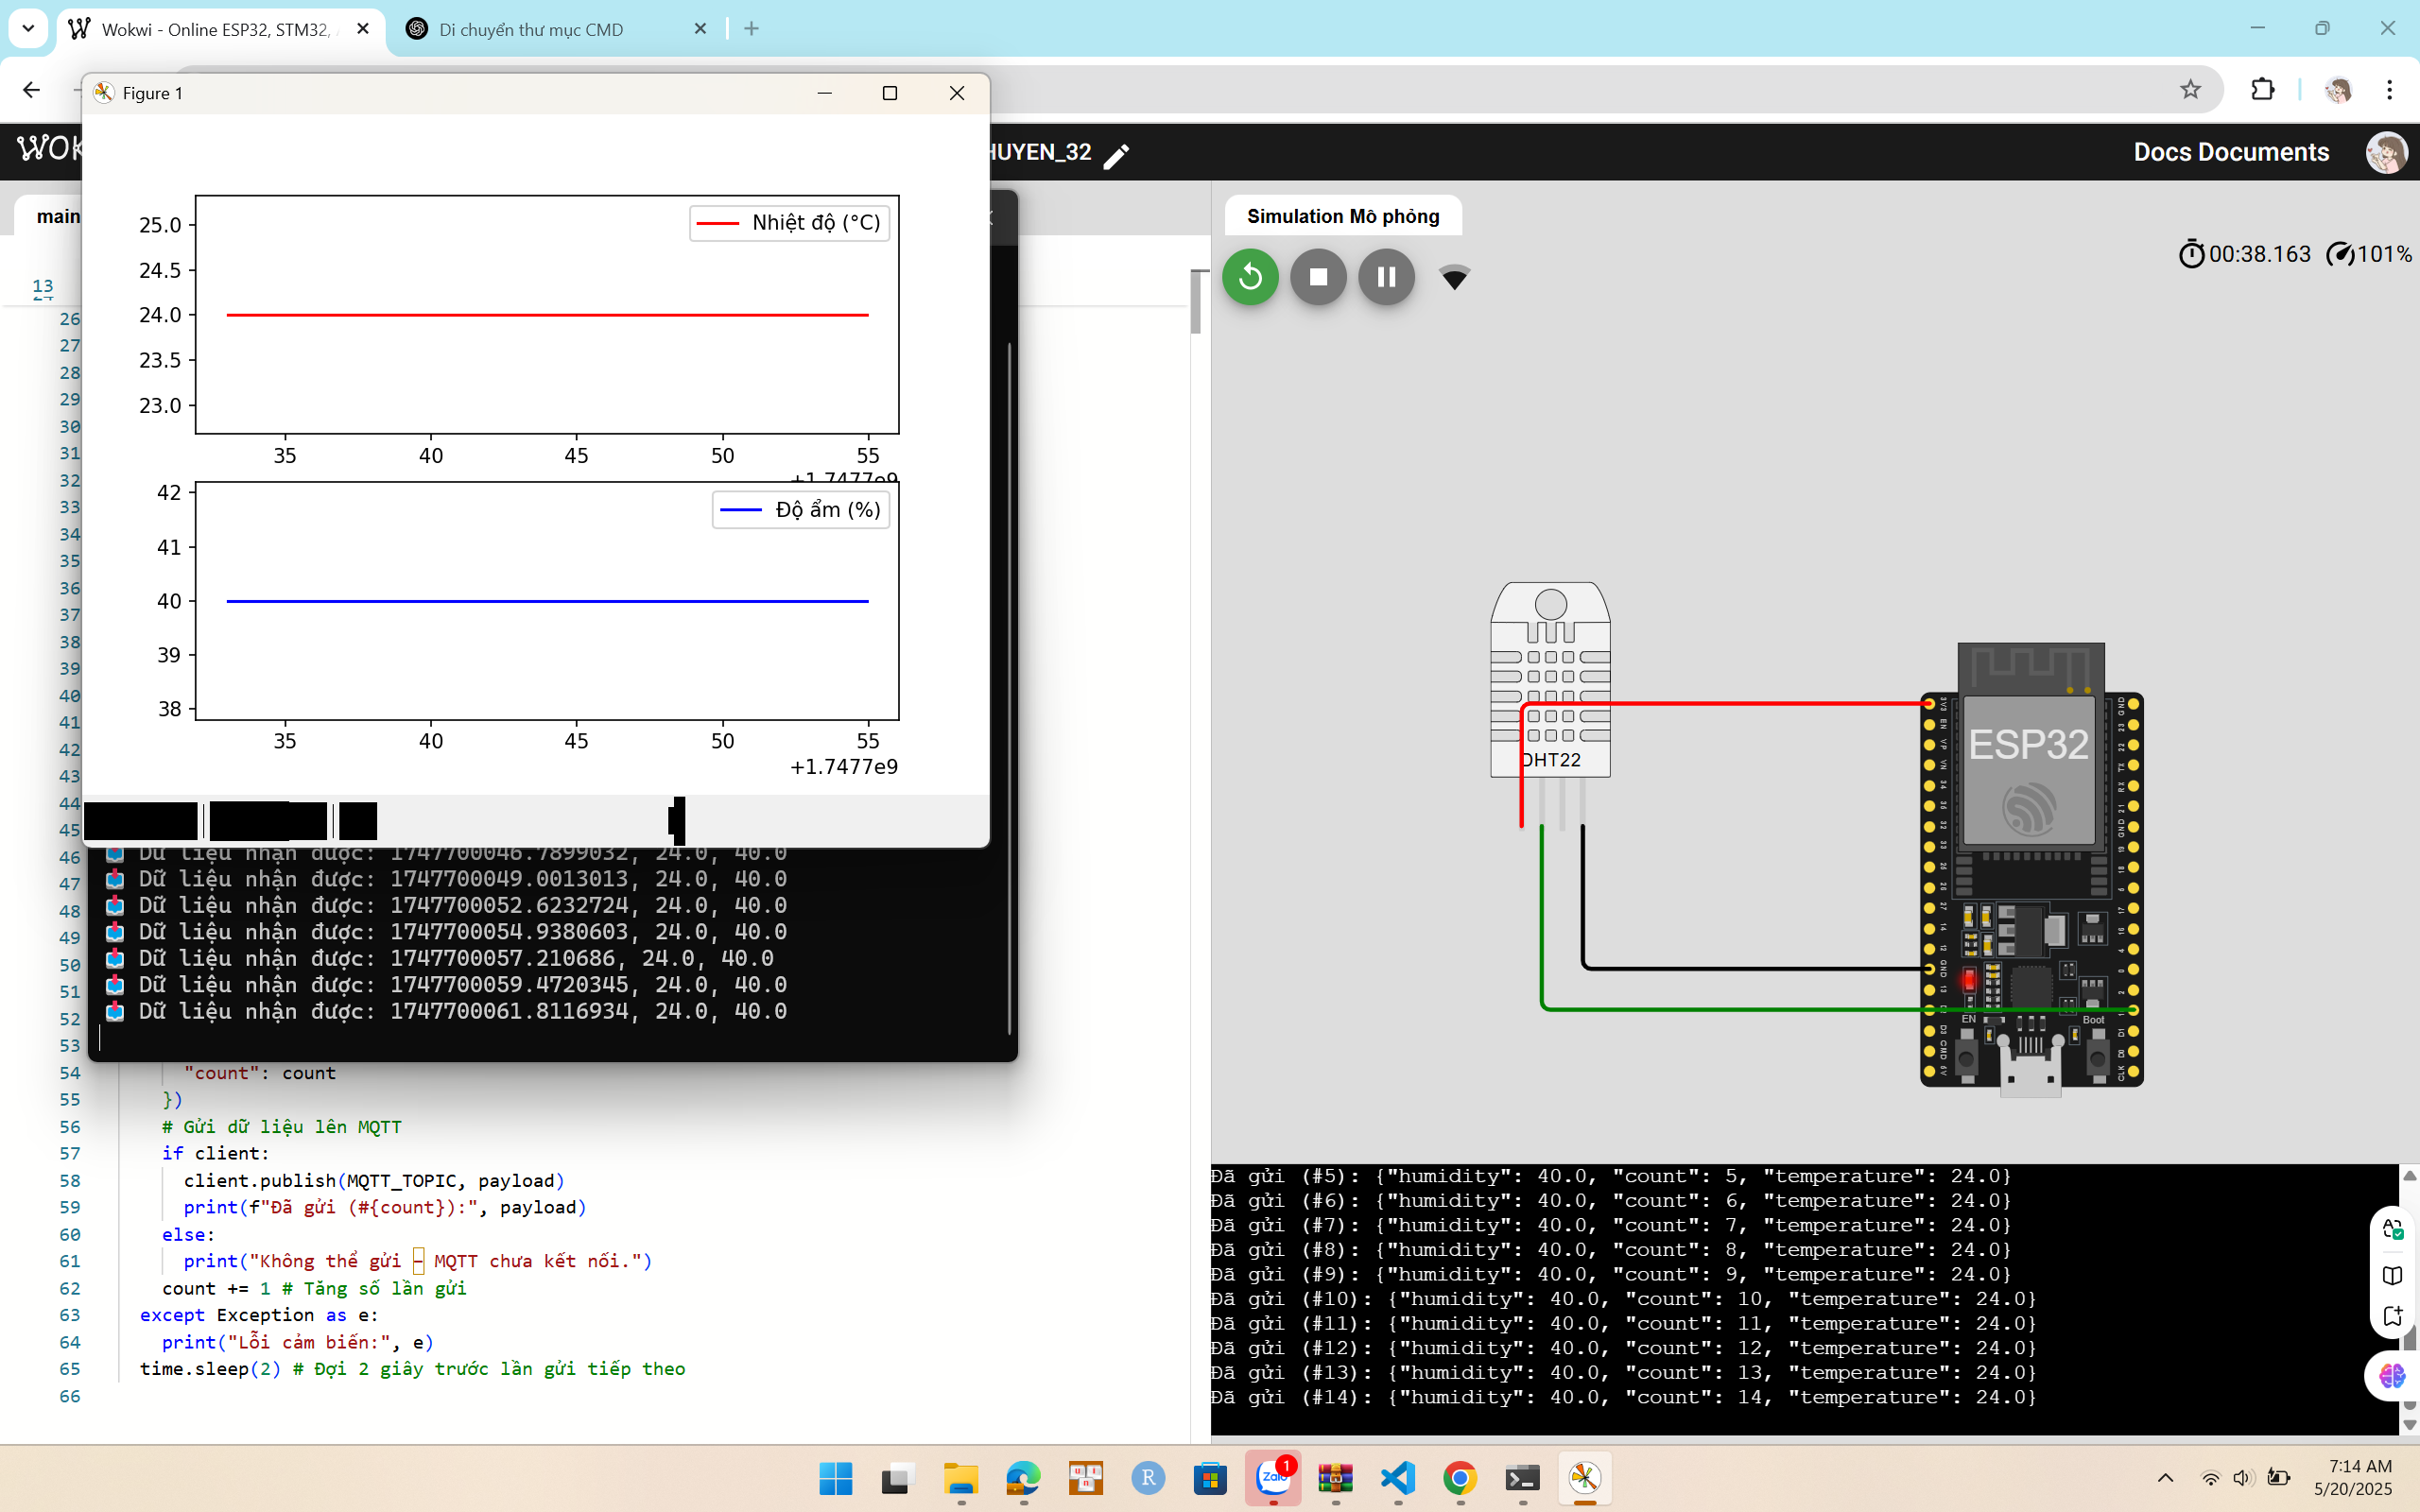 Wokwi - Online ESP32, STM32,
Di chuyển thư mục CMD
Figure 1
WOK
HUYEN_32
Docs Documents
main
Simulation Mô phỏng
00:38.163
101%
25.0
24.5
24.0
23.5
23.0
Nhiệt độ (°C)
35 40 45 50 55
+1.7477e9
42
41
40
39
38
Độ ẩm (%)
35 40 45 50 55
+1.7477e9
13
26
27
28
29
30
31
32
33
34
35
36
37
38
39
40
41
42
43
44
45
46
47
48
49
50
51
52
53
Dữ liệu nhận được: 1747700046.7899032, 24.0, 40.0
Dữ liệu nhận được: 1747700049.0013013, 24.0, 40.0
Dữ liệu nhận được: 1747700052.6232724, 24.0, 40.0
Dữ liệu nhận được: 1747700054.9380603, 24.0, 40.0
Dữ liệu nhận được: 1747700057.210686, 24.0, 40.0
Dữ liệu nhận được: 1747700059.4720345, 24.0, 40.0
Dữ liệu nhận được: 1747700061.8116934, 24.0, 40.0
54 "count": count
55 })
56 # Gửi dữ liệu lên MQTT
57 if client:
58 client.publish(MQTT_TOPIC, payload)
59 print(f"Đã gửi (#{count}):", payload)
60 else:
61 print("Không thể gửi – MQTT chưa kết nối.")
62 count += 1 # Tăng số lần gửi
63 except Exception as e:
64 print("Lỗi cảm biến:", e)
65 time.sleep(2) # Đợi 2 giây trước lần gửi tiếp theo
66
DHT22
ESP32
EN
Boot
Đã gửi (#5): {"humidity": 40.0, "count": 5, "temperature": 24.0}
Đã gửi (#6): {"humidity": 40.0, "count": 6, "temperature": 24.0}
Đã gửi (#7): {"humidity": 40.0, "count": 7, "temperature": 24.0}
Đã gửi (#8): {"humidity": 40.0, "count": 8, "temperature": 24.0}
Đã gửi (#9): {"humidity": 40.0, "count": 9, "temperature": 24.0}
Đã gửi (#10): {"humidity": 40.0, "count": 10, "temperature": 24.0}
Đã gửi (#11): {"humidity": 40.0, "count": 11, "temperature": 24.0}
Đã gửi (#12): {"humidity": 40.0, "count": 12, "temperature": 24.0}
Đã gửi (#13): {"humidity": 40.0, "count": 13, "temperature": 24.0}
Đã gửi (#14): {"humidity": 40.0, "count": 14, "temperature": 24.0}
R
Zalo
1
7:14 AM
5/20/2025